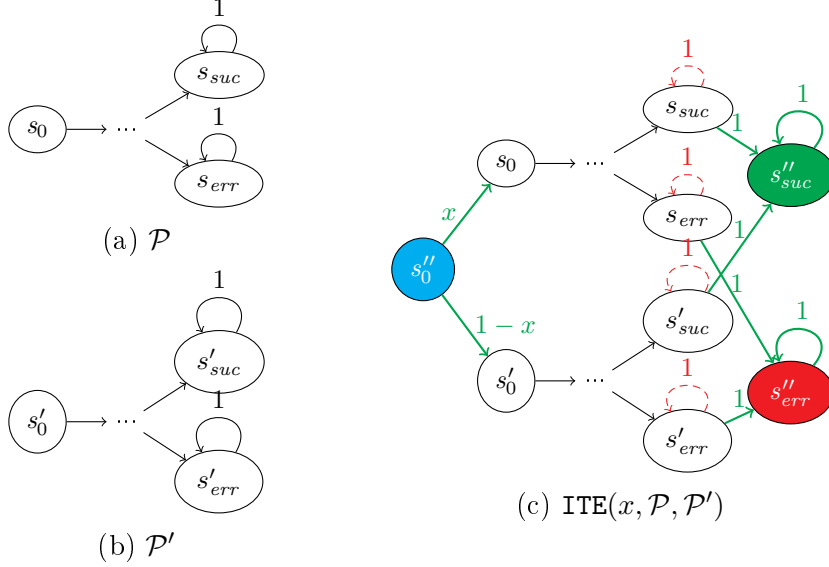 1
s_suc
s_0
...
1
s_err
(a) 𝒫
1
s'_suc
s'_0
...
1
s'_err
(b) 𝒫′
1
s_suc
1
1
s''_suc
s_0
...
1
s_err
x
1
1
1
s''_0
1 − x
s'_suc
1
s''_err
s'_0
...
1
1
s'_err
(c) ITE(x, 𝒫, 𝒫′)